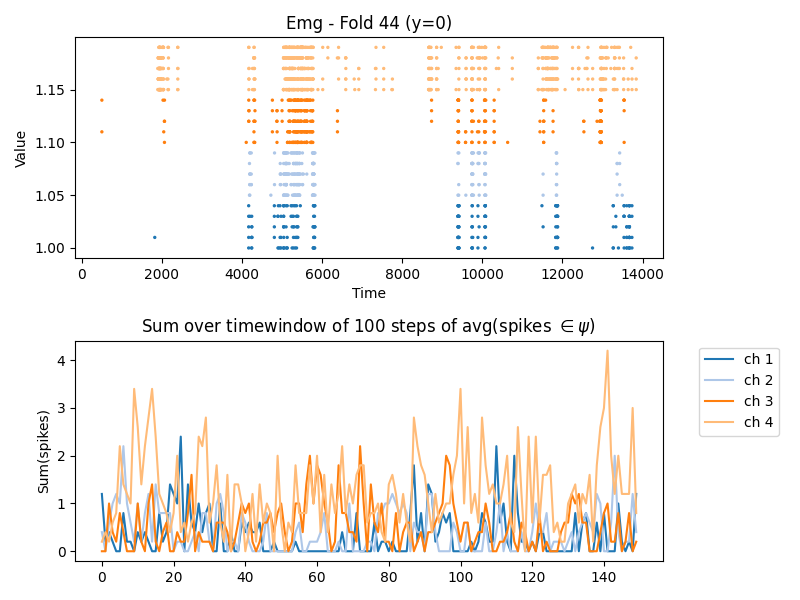 Emg - Fold 44 (y=0)
Value
1.15
1.10
1.05
1.00
0 2000 4000 6000 8000 10000 12000 14000
Time
Sum over timewindow of 100 steps of avg(spikes ∈ ψ)
Sum(spikes)
4
3
2
1
0
0 20 40 60 80 100 120 140
ch 1
ch 2
ch 3
ch 4